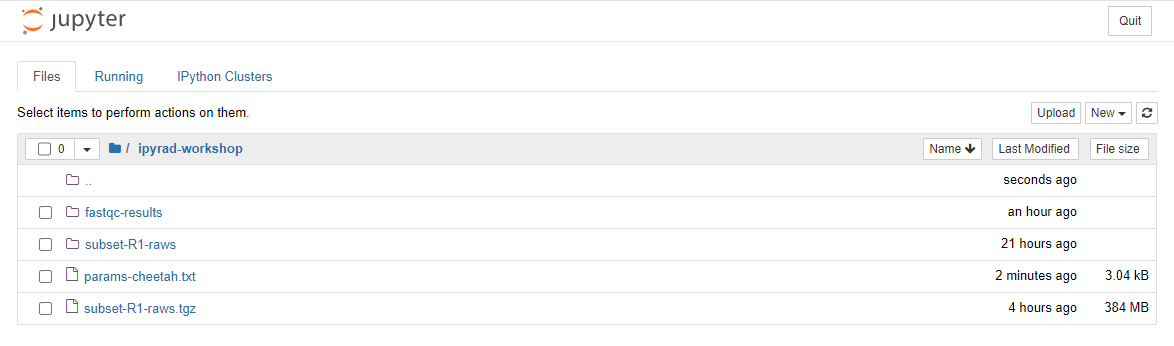 jupyter Quit
Files Running IPython Clusters
Select items to perform actions on them. Upload New
0 / ipyrad-workshop Name Last Modified File size
.. seconds ago
fastqc-results an hour ago
subset-R1-raws 21 hours ago
params-cheetah.txt 2 minutes ago 3.04 kB
subset-R1-raws.tgz 4 hours ago 384 MB